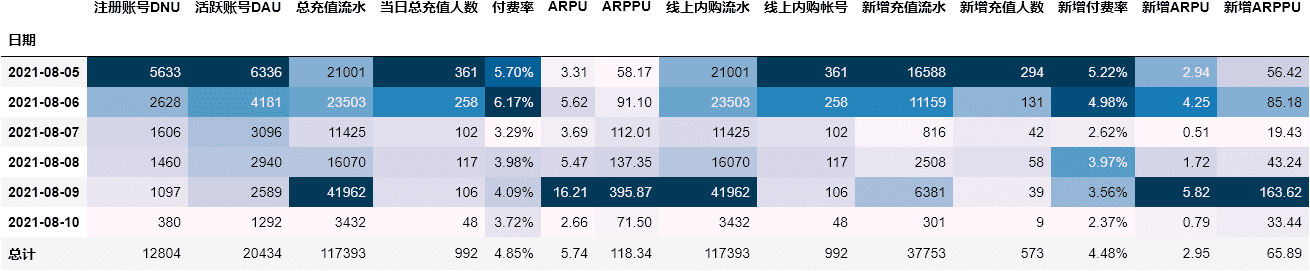 注册账号DNU 活跃账号DAU 总充值流水 当日总充值人数 付费率 ARPU ARPPU 线上内购流水 线上内购帐号 新增充值流水 新增充值人数 新增付费率 新增ARPU 新增ARPPU
日期
2021-08-05 5633 6336 21001 361 5.70% 3.31 58.17 21001 361 16588 294 5.22% 2.94 56.42
2021-08-06 2628 4181 23503 258 6.17% 5.62 91.10 23503 258 11159 131 4.98% 4.25 85.18
2021-08-07 1606 3096 11425 102 3.29% 3.69 112.01 11425 102 816 42 2.62% 0.51 19.43
2021-08-08 1460 2940 16070 117 3.98% 5.47 137.35 16070 117 2508 58 3.97% 1.72 43.24
2021-08-09 1097 2589 41962 106 4.09% 16.21 395.87 41962 106 6381 39 3.56% 5.82 163.62
2021-08-10 380 1292 3432 48 3.72% 2.66 71.50 3432 48 301 9 2.37% 0.79 33.44
总计 12804 20434 117393 992 4.85% 5.74 118.34 117393 992 37753 573 4.48% 2.95 65.89